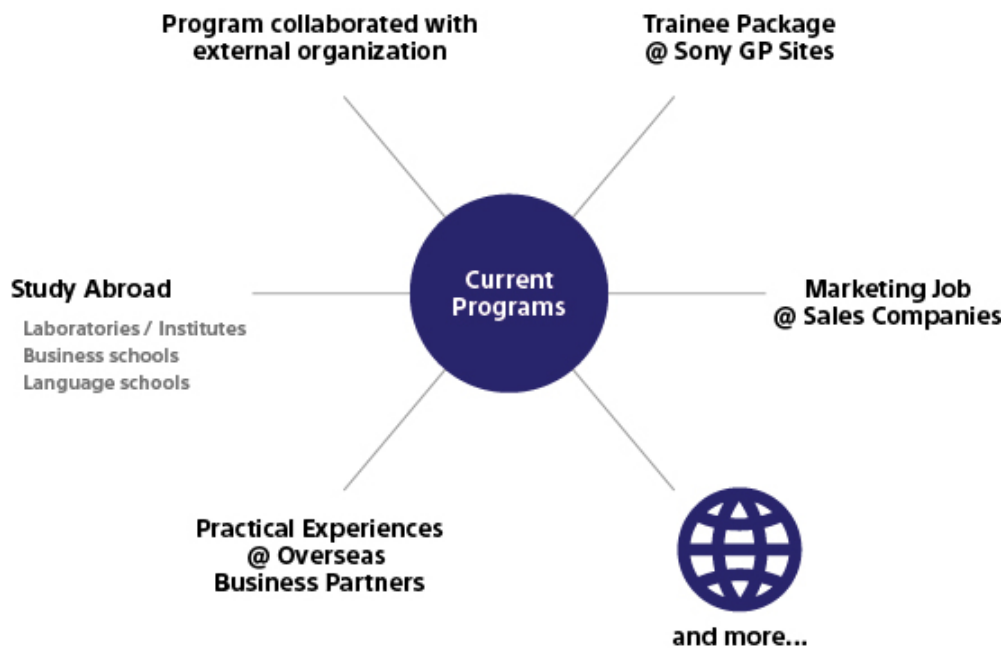 Program collaborated with
external organization
Trainee Package
@ Sony GP Sites
Current
Programs
Study Abroad
Laboratories / Institutes
Business schools
Language schools
Marketing Job
@ Sales Companies
Practical Experiences
@ Overseas
Business Partners
and more...